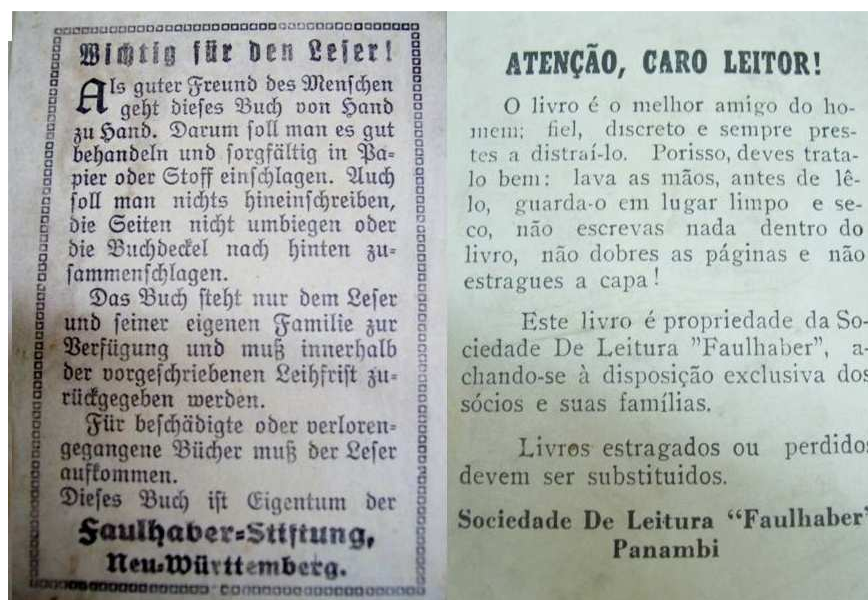 Wichtig für den Leser!
Als guter Freund des Menschen
geht dieses Buch von Hand
zu Hand. Darum soll man es gut
behandeln und sorgfältig in Pa=
pier oder Stoff einschlagen. Auch
soll man nichts hineinschreiben,
die Seiten nicht umbiegen oder
die Buchdeckel nach hinten zu=
sammenschlagen.
Das Buch steht nur dem Leser
und seiner eigenen Familie zur
Verfügung und muß innerhalb
der vorgeschriebenen Leihfrist zu=
rückgegeben werden.
Für beschädigte oder verloren=
gegangene Bücher muß der Leser
aufkommen.
Dieses Buch ist Eigentum der
Faulhaber=Stiftung,
Neu=Württemberg.
ATENÇÃO, CARO LEITOR!
O livro é o melhor amigo do ho-
mem; fiel, discreto e sempre pres-
tes a distraí-lo. Porisso, deves trata-
lo bem: lava as mãos, antes de lê-
lo, guarda-o em lugar limpo e se-
co, não escrevas nada dentro do
livro, não dobres as páginas e não
estragues a capa!
Este livro é propriedade da So-
ciedade De Leitura "Faulhaber", a-
chando-se à disposição exclusiva dos
sócios e suas famílias.
Livros estragados ou perdidos
devem ser substituidos.
Sociedade De Leitura "Faulhaber"
Panambi